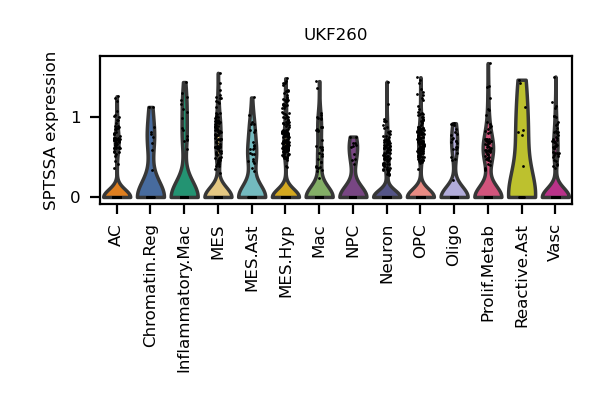 UKF260
SPTSSA expression
1
0
AC
Chromatin.Reg
Inflammatory.Mac
MES
MES.Ast
MES.Hyp
Mac
NPC
Neuron
OPC
Oligo
Prolif.Metab
Reactive.Ast
Vasc